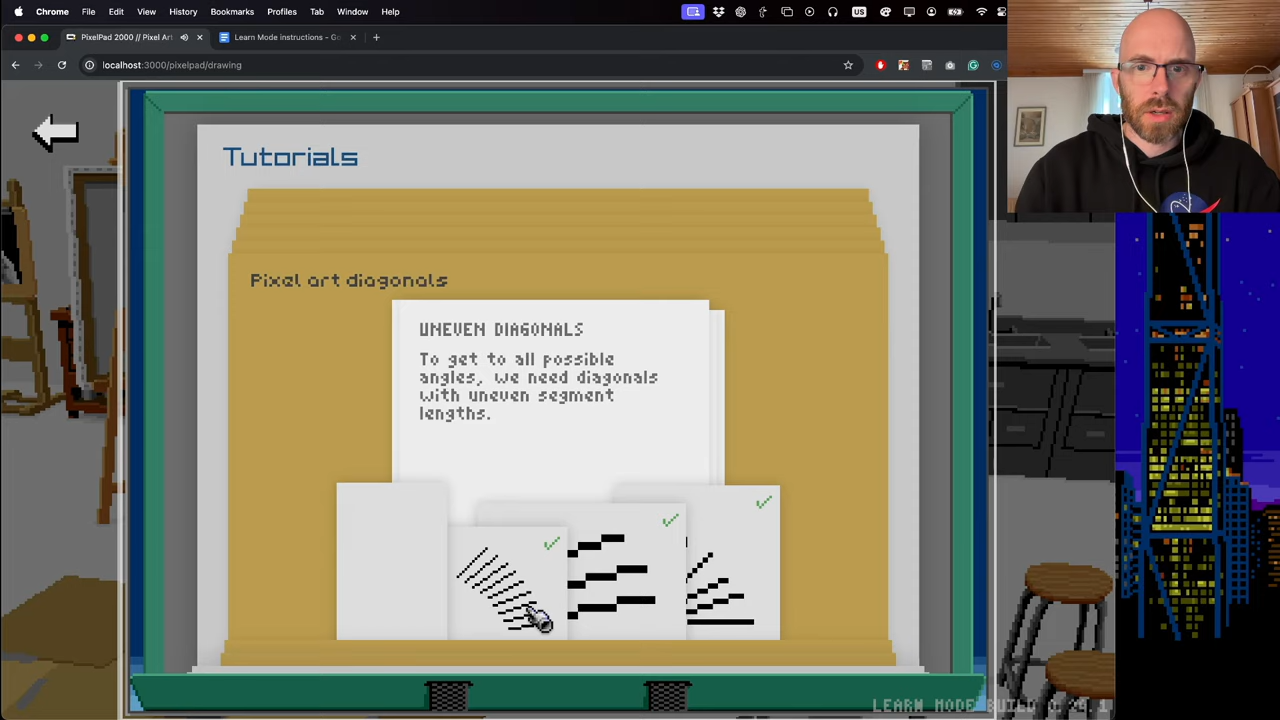 Chrome File Edit View History Bookmarks Profiles Tab Window Help
US
PixelPad 2000 // Pixel Art
Learn Mode instructions - Go
localhost:3000/pixelpad/drawing
Tutorials
Pixel art diagonals
UNEVEN DIAGONALS
To get to all possible
angles, we need diagonals
with uneven segment
lengths.
LEARN MODE BUILD